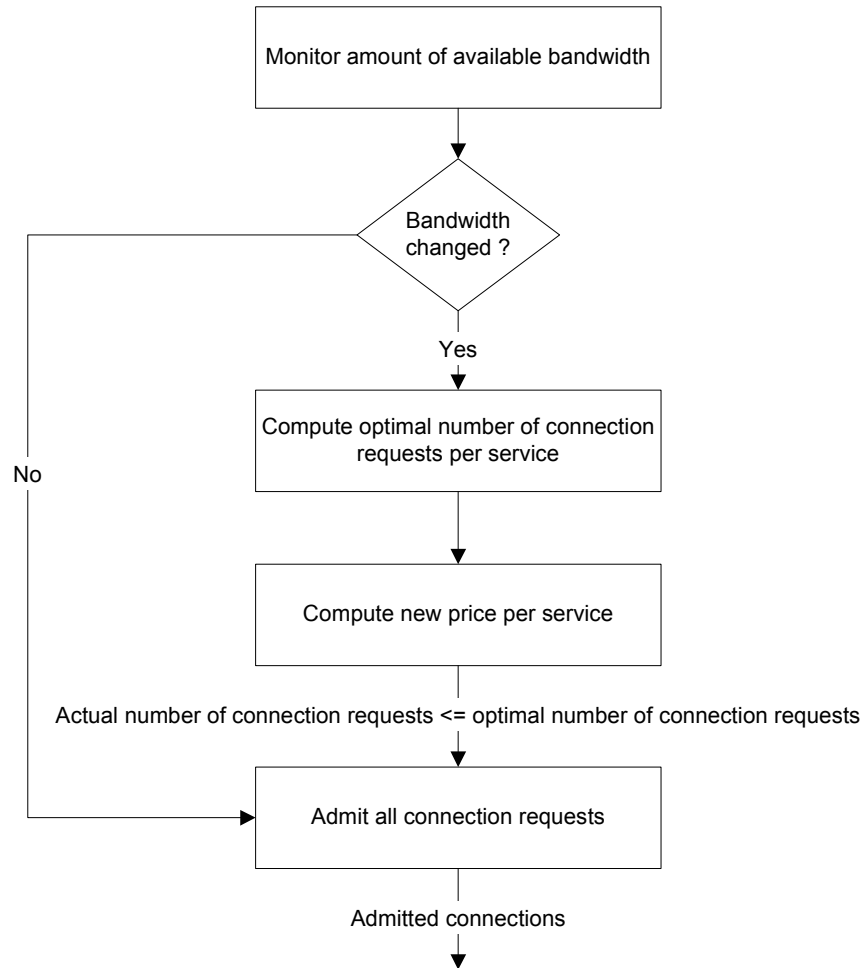 Monitor amount of available bandwidth
Bandwidth
changed ?
Yes
Compute optimal number of connection
requests per service
No
Compute new price per service
Actual number of connection requests <= optimal number of connection requests
Admit all connection requests
Admitted connections